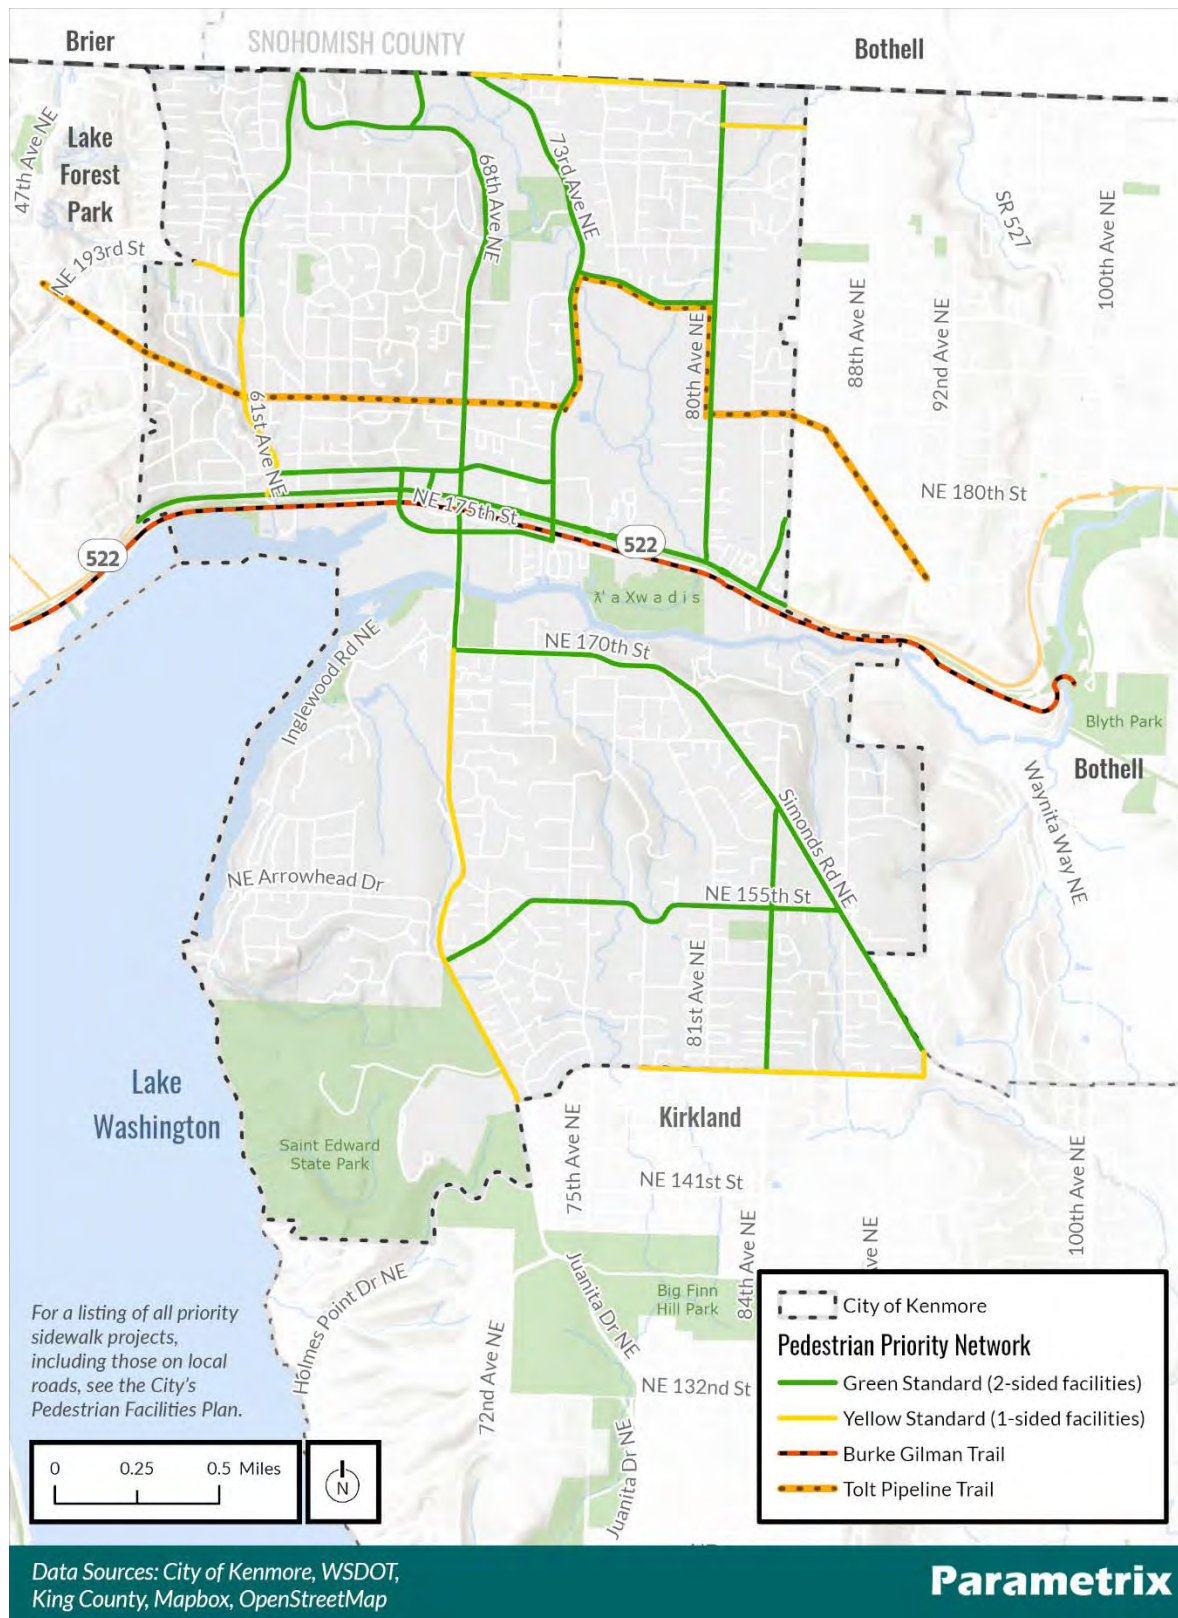 Brier
SNOHOMISH COUNTY
Bothell
47th Ave NE
Lake
Forest
Park
NE 193rd St
68th Ave NE
73rd Ave NE
SR 527
100th Ave NE
88th Ave NE
92nd Ave NE
80th Ave NE
61st Ave NE
NE 180th St
NE 175th St
522
522
ƛ̓ a X w a d i s
NE 170th St
Inglewood Rd NE
Blyth Park
Bothell
Simonds Rd NE
Waynita Way NE
NE Arrowhead Dr
NE 155th St
81st Ave NE
Lake
Washington
Kirkland
Saint Edward
State Park
75th Ave NE
NE 141st St
100th Ave NE
84th Ave NE
Ave NE
Juanita Dr NE
Big Finn
Hill Park
Holmes Point Dr NE
72nd Ave NE
NE 132nd St
Juanita Dr NE
For a listing of all priority
sidewalk projects,
including those on local
roads, see the City's
Pedestrian Facilities Plan.
0 0.25 0.5 Miles
N
City of Kenmore
Pedestrian Priority Network
Green Standard (2-sided facilities)
Yellow Standard (1-sided facilities)
Burke Gilman Trail
Tolt Pipeline Trail
Data Sources: City of Kenmore, WSDOT,
King County, Mapbox, OpenStreetMap
Parametrix